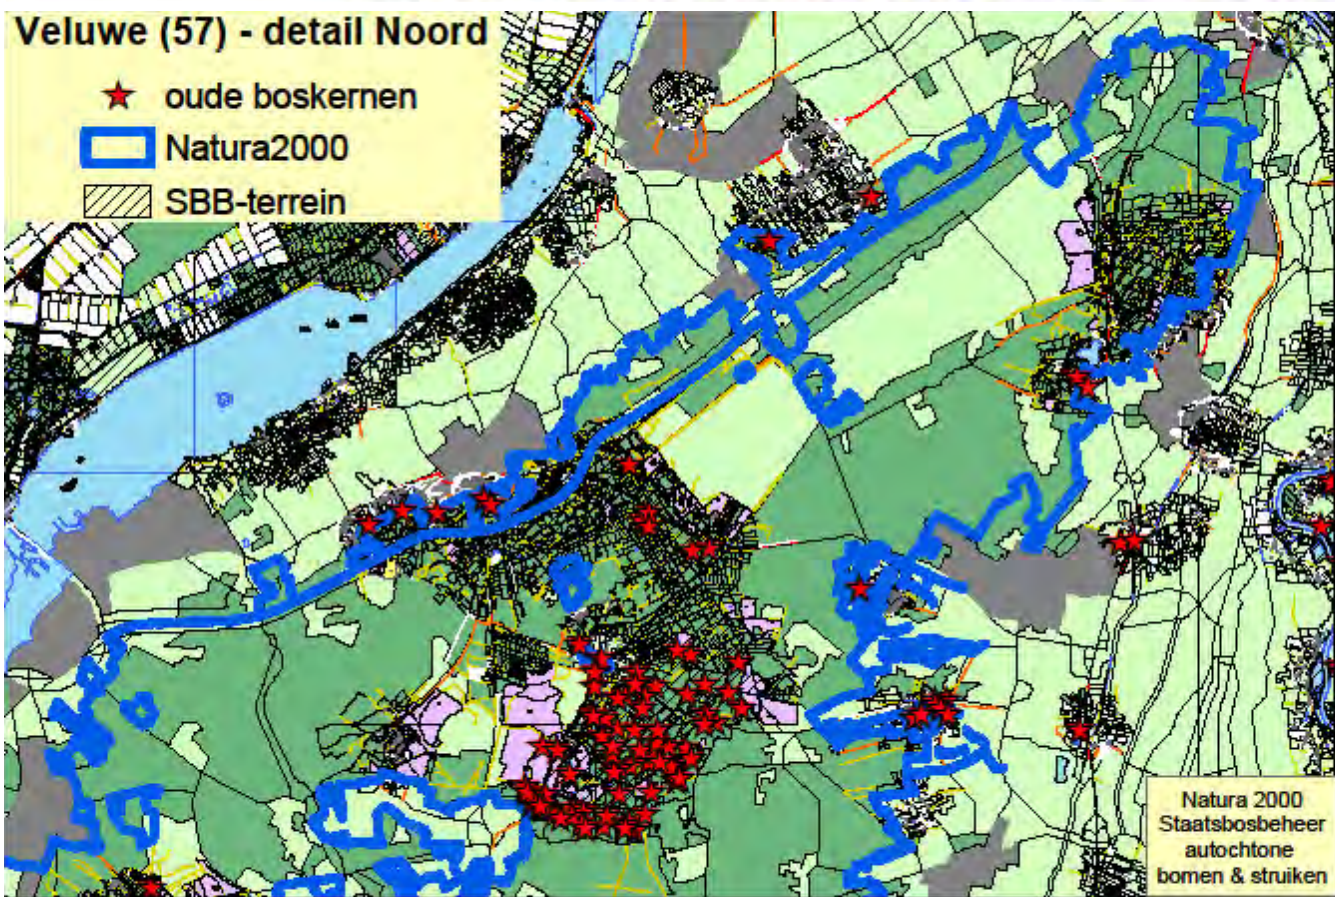 Veluwe (57) - detail Noord
oude boskernen
Natura2000
SBB-terrein
Natura 2000
Staatsbosbeheer
autochtone
bomen & struiken